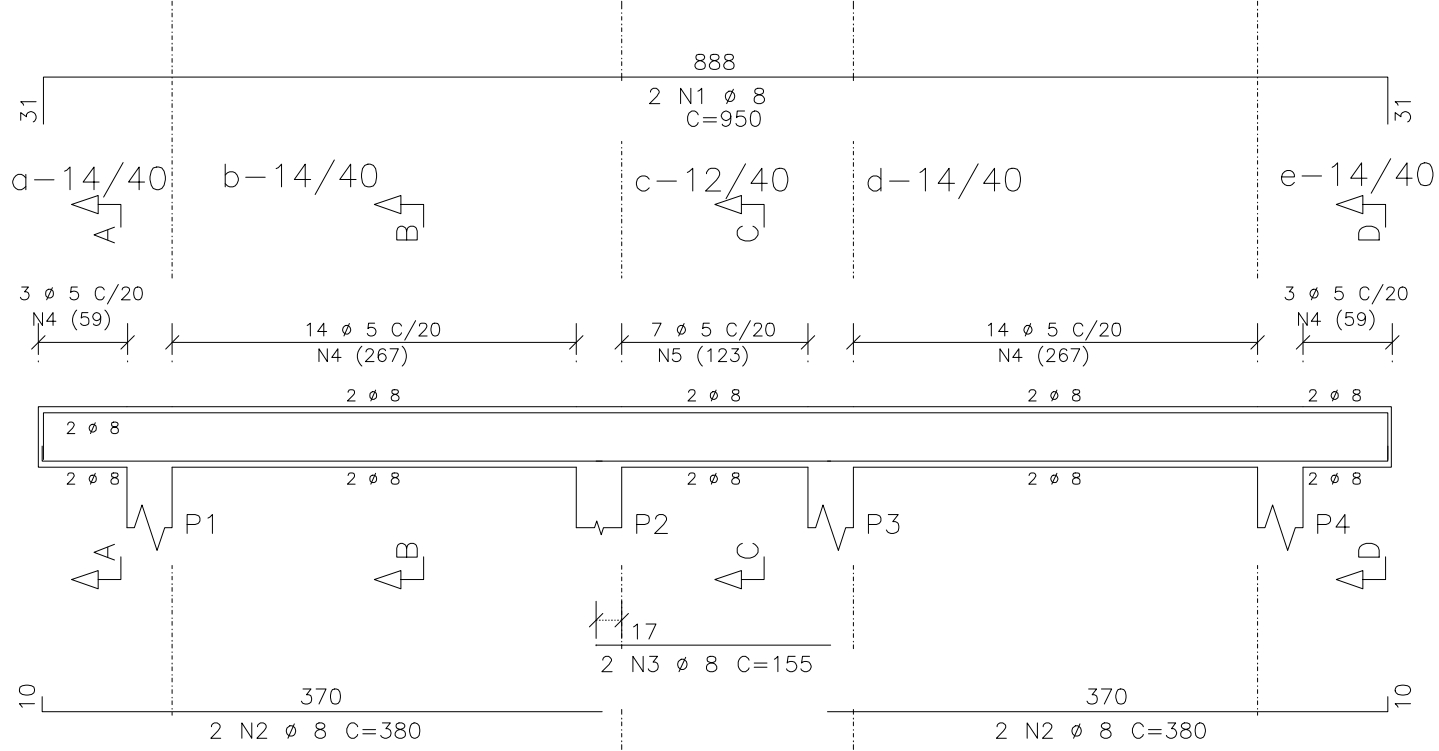 888
31
2 N1 ø 8
C=950
31
a-14/40
b-14/40
c-12/40
d-14/40
e-14/40
A
B
C
D
3 ø 5 C/20
N4 (59)
14 ø 5 C/20
N4 (267)
7 ø 5 C/20
N5 (123)
14 ø 5 C/20
N4 (267)
3 ø 5 C/20
N4 (59)
2 ø 8
2 ø 8
2 ø 8
2 ø 8
2 ø 8
2 ø 8
2 ø 8
2 ø 8
2 ø 8
2 ø 8
P1
P2
P3
P4
A
B
C
D
17
2 N3 ø 8 C=155
10
370
2 N2 ø 8 C=380
370
2 N2 ø 8 C=380
10